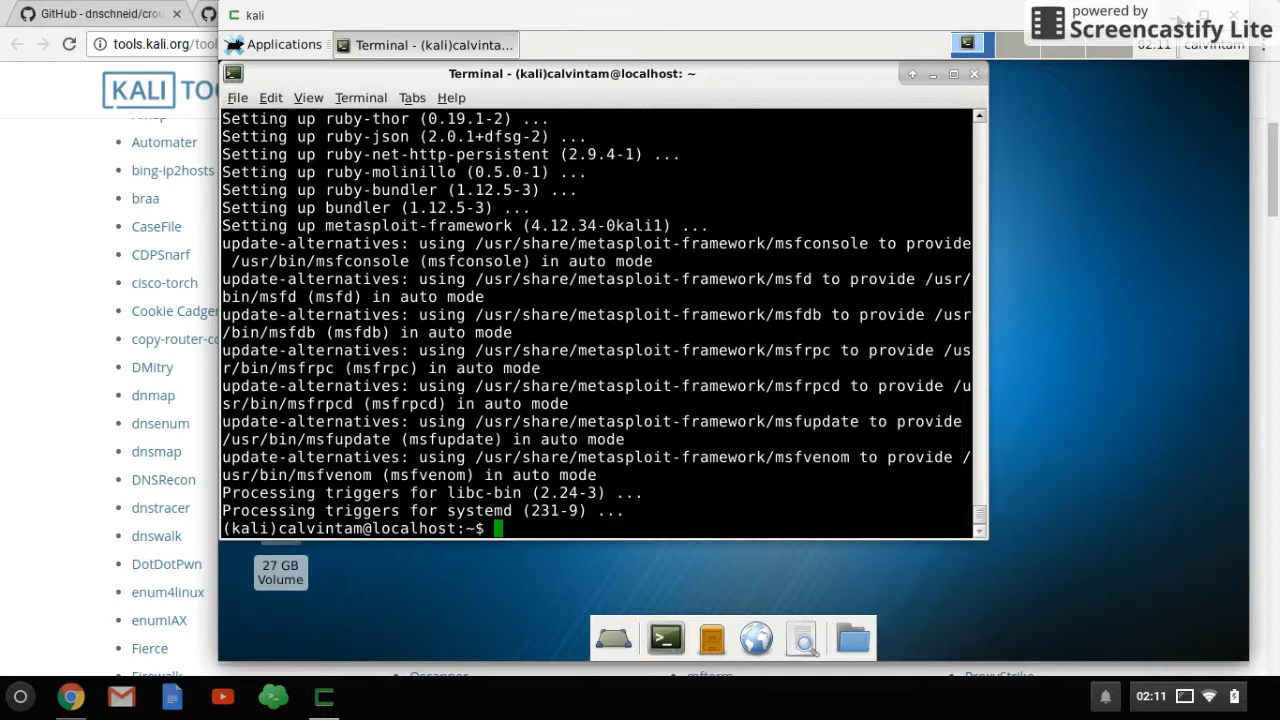 GitHub - dnschneid/crou
kali
powered by
Screencastify Lite
tools.kali.org/tool
Applications
Terminal - (kali)calvinta...
02:11
calvintam
Terminal - (kali)calvintam@localhost: ~
KALI TOO
File Edit View Terminal Tabs Help
Automater
bing-ip2hosts
braa
CaseFile
CDPSnarf
cisco-torch
Cookie Cadger
copy-router-co
DMitry
dnmap
dnsenum
dnsmap
DNSRecon
dnstracer
dnswalk
DotDotPwn
enum4linux
enumIAX
Fierce
Firewalk
Setting up ruby-thor (0.19.1-2) ...
Setting up ruby-json (2.0.1+dfsg-2) ...
Setting up ruby-net-http-persistent (2.9.4-1) ...
Setting up ruby-molinillo (0.5.0-1) ...
Setting up ruby-bundler (1.12.5-3) ...
Setting up bundler (1.12.5-3) ...
Setting up metasploit-framework (4.12.34-0kali1) ...
update-alternatives: using /usr/share/metasploit-framework/msfconsole to provide
/usr/bin/msfconsole (msfconsole) in auto mode
update-alternatives: using /usr/share/metasploit-framework/msfd to provide /usr/
bin/msfd (msfd) in auto mode
update-alternatives: using /usr/share/metasploit-framework/msfdb to provide /usr
/bin/msfdb (msfdb) in auto mode
update-alternatives: using /usr/share/metasploit-framework/msfrpc to provide /us
r/bin/msfrpc (msfrpc) in auto mode
update-alternatives: using /usr/share/metasploit-framework/msfrpcd to provide /u
sr/bin/msfrpcd (msfrpcd) in auto mode
update-alternatives: using /usr/share/metasploit-framework/msfupdate to provide
/usr/bin/msfupdate (msfupdate) in auto mode
update-alternatives: using /usr/share/metasploit-framework/msfvenom to provide /
usr/bin/msfvenom (msfvenom) in auto mode
Processing triggers for libc-bin (2.24-3) ...
Processing triggers for systemd (231-9) ...
(kali)calvintam@localhost:~$
27 GB
Volume
02:11